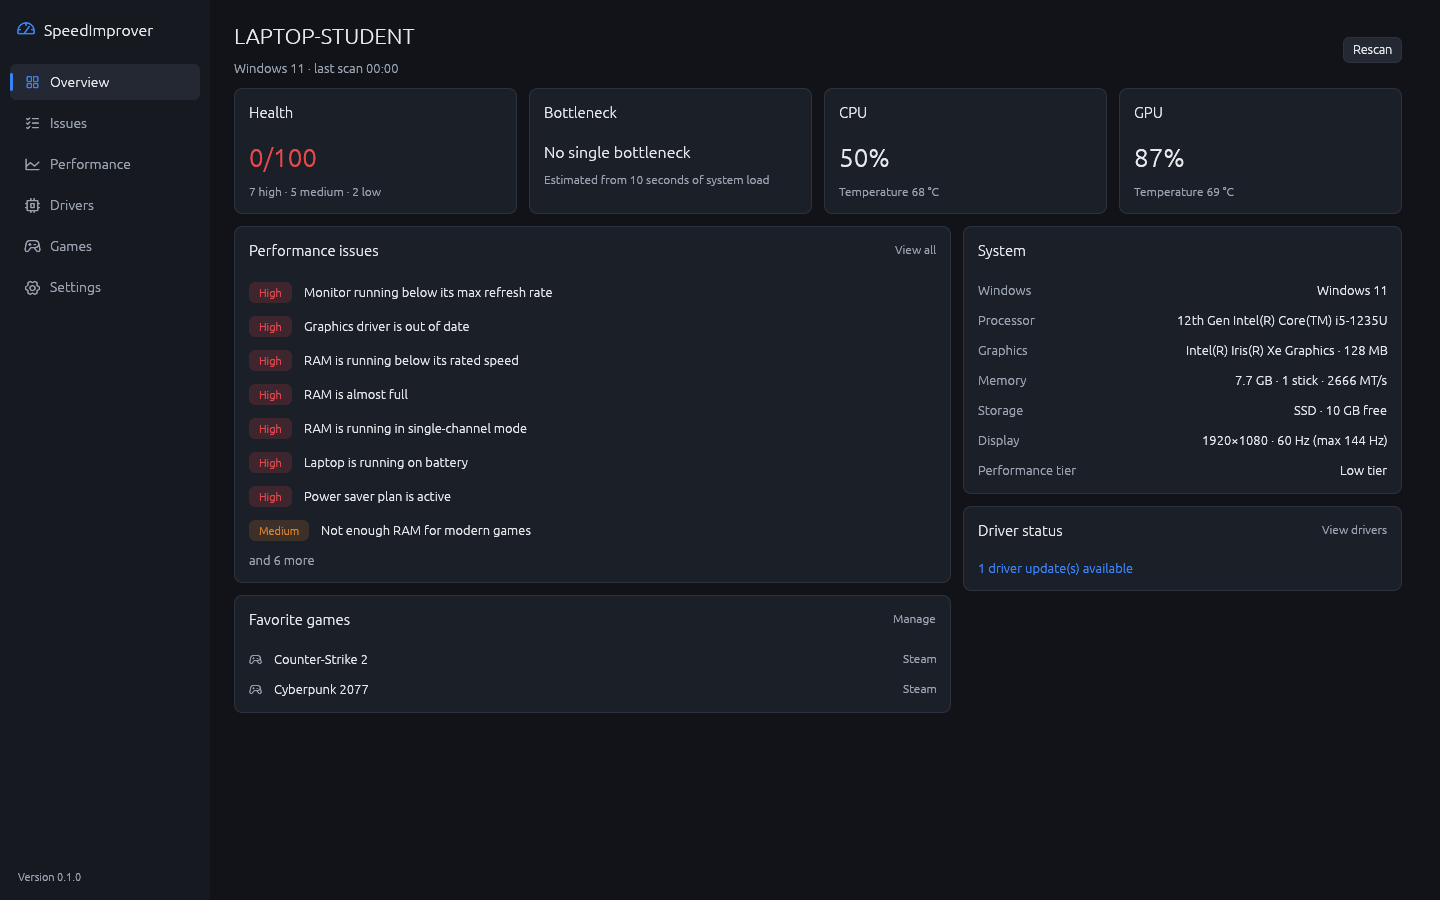 SpeedImprover
Overview
Issues
Performance
Drivers
Games
Settings
Version 0.1.0
LAPTOP-STUDENT
Windows 11 · last scan 00:00
Rescan
Health
0/100
7 high · 5 medium · 2 low
Bottleneck
No single bottleneck
Estimated from 10 seconds of system load
CPU
50%
Temperature 68 °C
GPU
87%
Temperature 69 °C
Performance issues
View all
High Monitor running below its max refresh rate
High Graphics driver is out of date
High RAM is running below its rated speed
High RAM is almost full
High RAM is running in single-channel mode
High Laptop is running on battery
High Power saver plan is active
Medium Not enough RAM for modern games
and 6 more
Favorite games
Manage
Counter-Strike 2 Steam
Cyberpunk 2077 Steam
System
Windows Windows 11
Processor 12th Gen Intel(R) Core(TM) i5-1235U
Graphics Intel(R) Iris(R) Xe Graphics · 128 MB
Memory 7.7 GB · 1 stick · 2666 MT/s
Storage SSD · 10 GB free
Display 1920×1080 · 60 Hz (max 144 Hz)
Performance tier Low tier
Driver status
View drivers
1 driver update(s) available